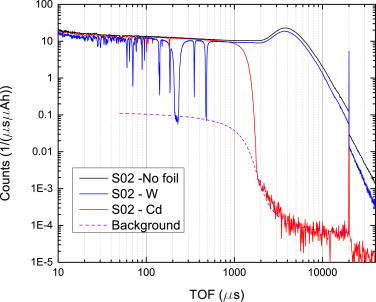 100
10
1
0.1
0.01
1E-3
1E-4
1E-5
Counts (1/(μs μAh))
S02 -No foil
S02 - W
S02 - Cd
Background
10 100 1000 10000
TOF (μs)